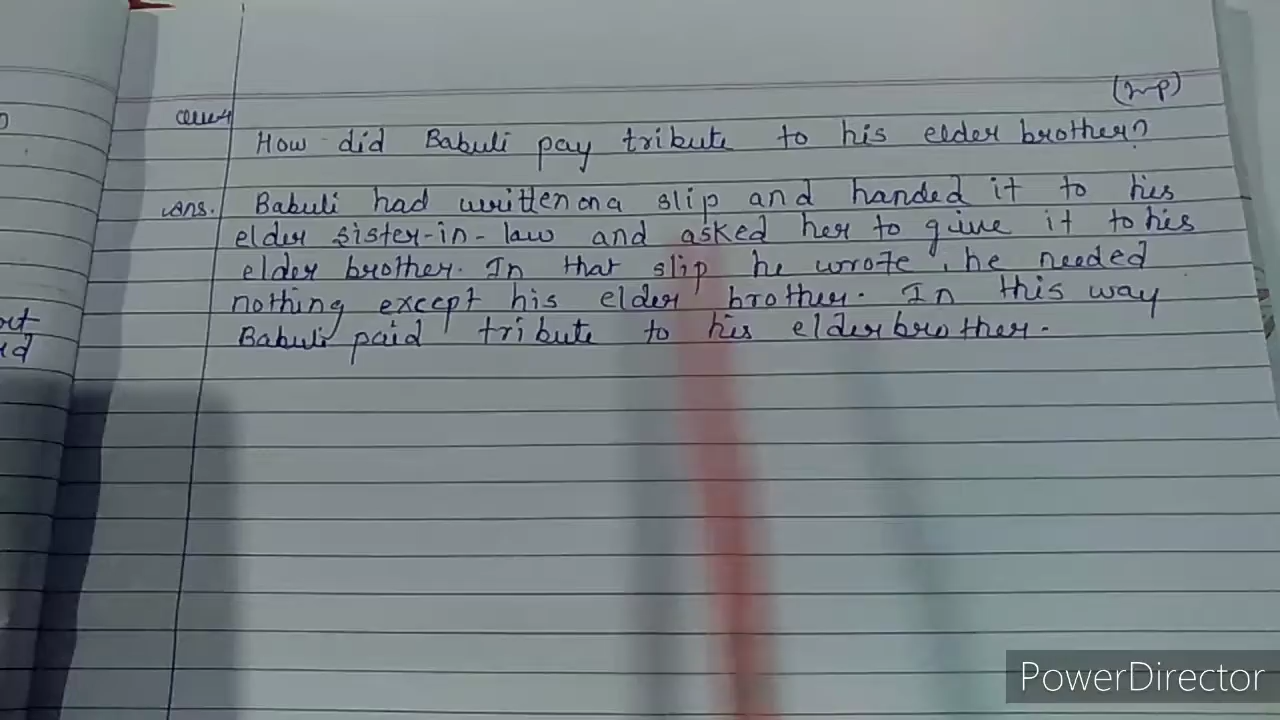 (Imp)
Ques
How did Babuli pay tribute to his elder brother?
Ans. Babuli had written on a slip and handed it to his
elder sister-in-law and asked her to give it to his
elder brother. In that slip he wrote, he needed
nothing except his elder brother. In this way
Babuli paid tribute to his elder brother.
PowerDirector